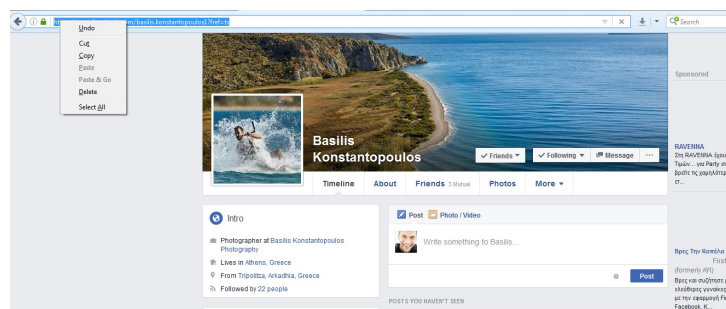 m/basilis.konstantopoulos1?fref=ts
Search
Undo
Cut
Copy
Paste
Paste & Go
Delete
Select All
Basilis
Konstantopoulos
Friends
Following
Message
...
Timeline
About
Friends 3 Mutual
Photos
More
Intro
Photographer at Basilis Konstantopoulos
Photography
Lives in Athens, Greece
From Tripolitza, Arkadhia, Greece
Followed by 22 people
Post
Photo / Video
Write something to Basilis...
Post
POSTS YOU HAVEN'T SEEN
Sponsored
RAVENNA
Στη RAVENNA έχου
Τιμών... για Party αν
βρείτε τις χαμηλότερ
στ...
Βρες Την Κοπέλα
First
(formerly AYI)
Βρες και συζήτησε μ
ελεύθερες γυναίκες
με την εφαρμογή Fi
Facebook. Κ...